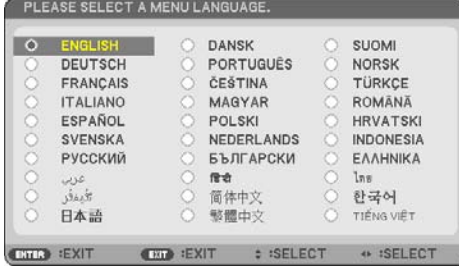 PLEASE SELECT A MENU LANGUAGE.
ENGLISH DANSK SUOMI
DEUTSCH PORTUGUÊS NORSK
FRANÇAIS ČEŠTINA TÜRKÇE
ITALIANO MAGYAR ROMÂNĂ
ESPAÑOL POLSKI HRVATSKI
SVENSKA NEDERLANDS INDONESIA
РУССКИЙ БЪЛГАРСКИ ΕΛΛΗΝΙΚΑ
عربي हिंदी ไทย
简体中文 한국어
日本語 繁體中文 TIẾNG VIỆT
ENTER :EXIT EXIT :EXIT :SELECT :SELECT